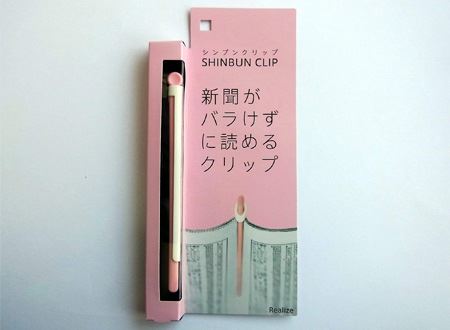 シンブンクリップ
SHINBUN CLIP
新聞が
バラけず
に読める
クリップ
Realize